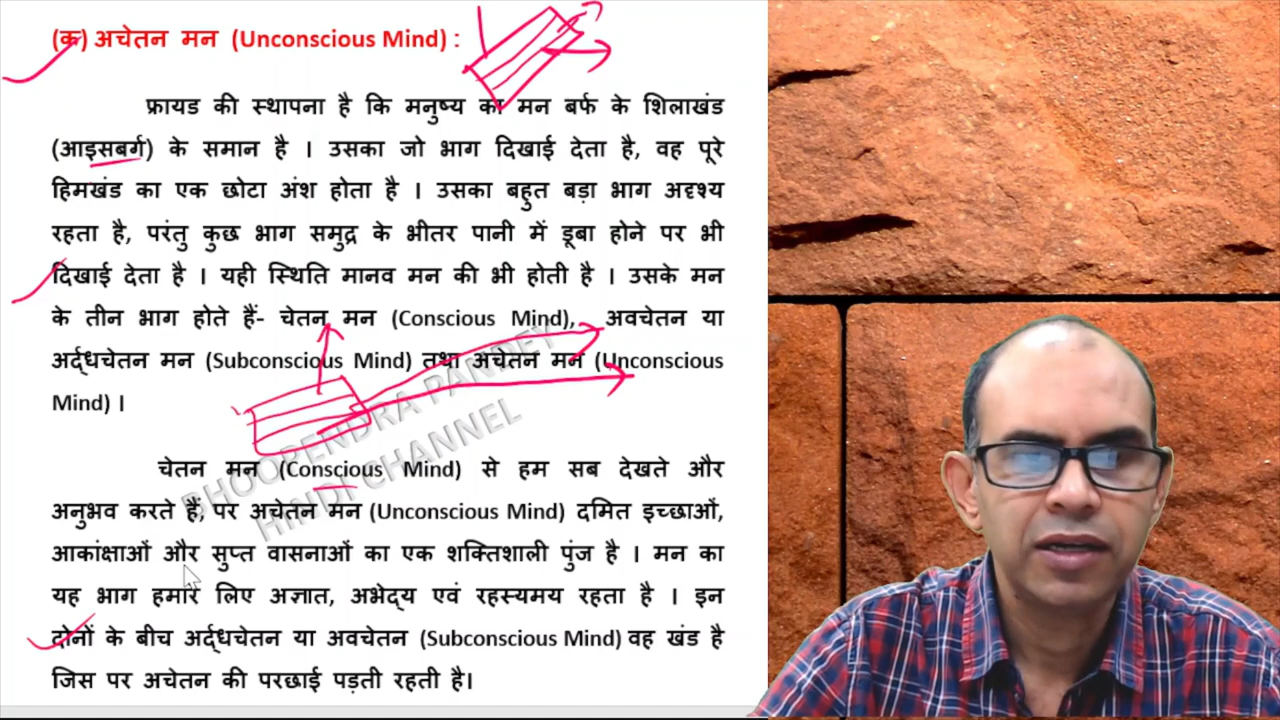 (क) अचेतन मन (Unconscious Mind) :
फ्रायड की स्थापना है कि मनुष्य का मन बर्फ के शिलाखंड
(आइसबर्ग) के समान है । उसका जो भाग दिखाई देता है, वह पूरे
हिमखंड का एक छोटा अंश होता है । उसका बहुत बड़ा भाग अदृश्य
रहता है, परंतु कुछ भाग समुद्र के भीतर पानी में डूबा होने पर भी
दिखाई देता है । यही स्थिति मानव मन की भी होती है । उसके मन
के तीन भाग होते हैं- चेतन मन (Conscious Mind), अवचेतन या
अर्द्धचेतन मन (Subconscious Mind) तथा अचेतन मन (Unconscious
Mind) ।
चेतन मन (Conscious Mind) से हम सब देखते और
अनुभव करते हैं, पर अचेतन मन (Unconscious Mind) दमित इच्छाओं,
आकांक्षाओं और सुप्त वासनाओं का एक शक्तिशाली पुंज है । मन का
यह भाग हमारे लिए अज्ञात, अभेद्य एवं रहस्यमय रहता है । इन
दोनों के बीच अर्द्धचेतन या अवचेतन (Subconscious Mind) वह खंड है
जिस पर अचेतन की परछाई पड़ती रहती है।
BHOOPENDRA PANDEY
HINDI CHANNEL